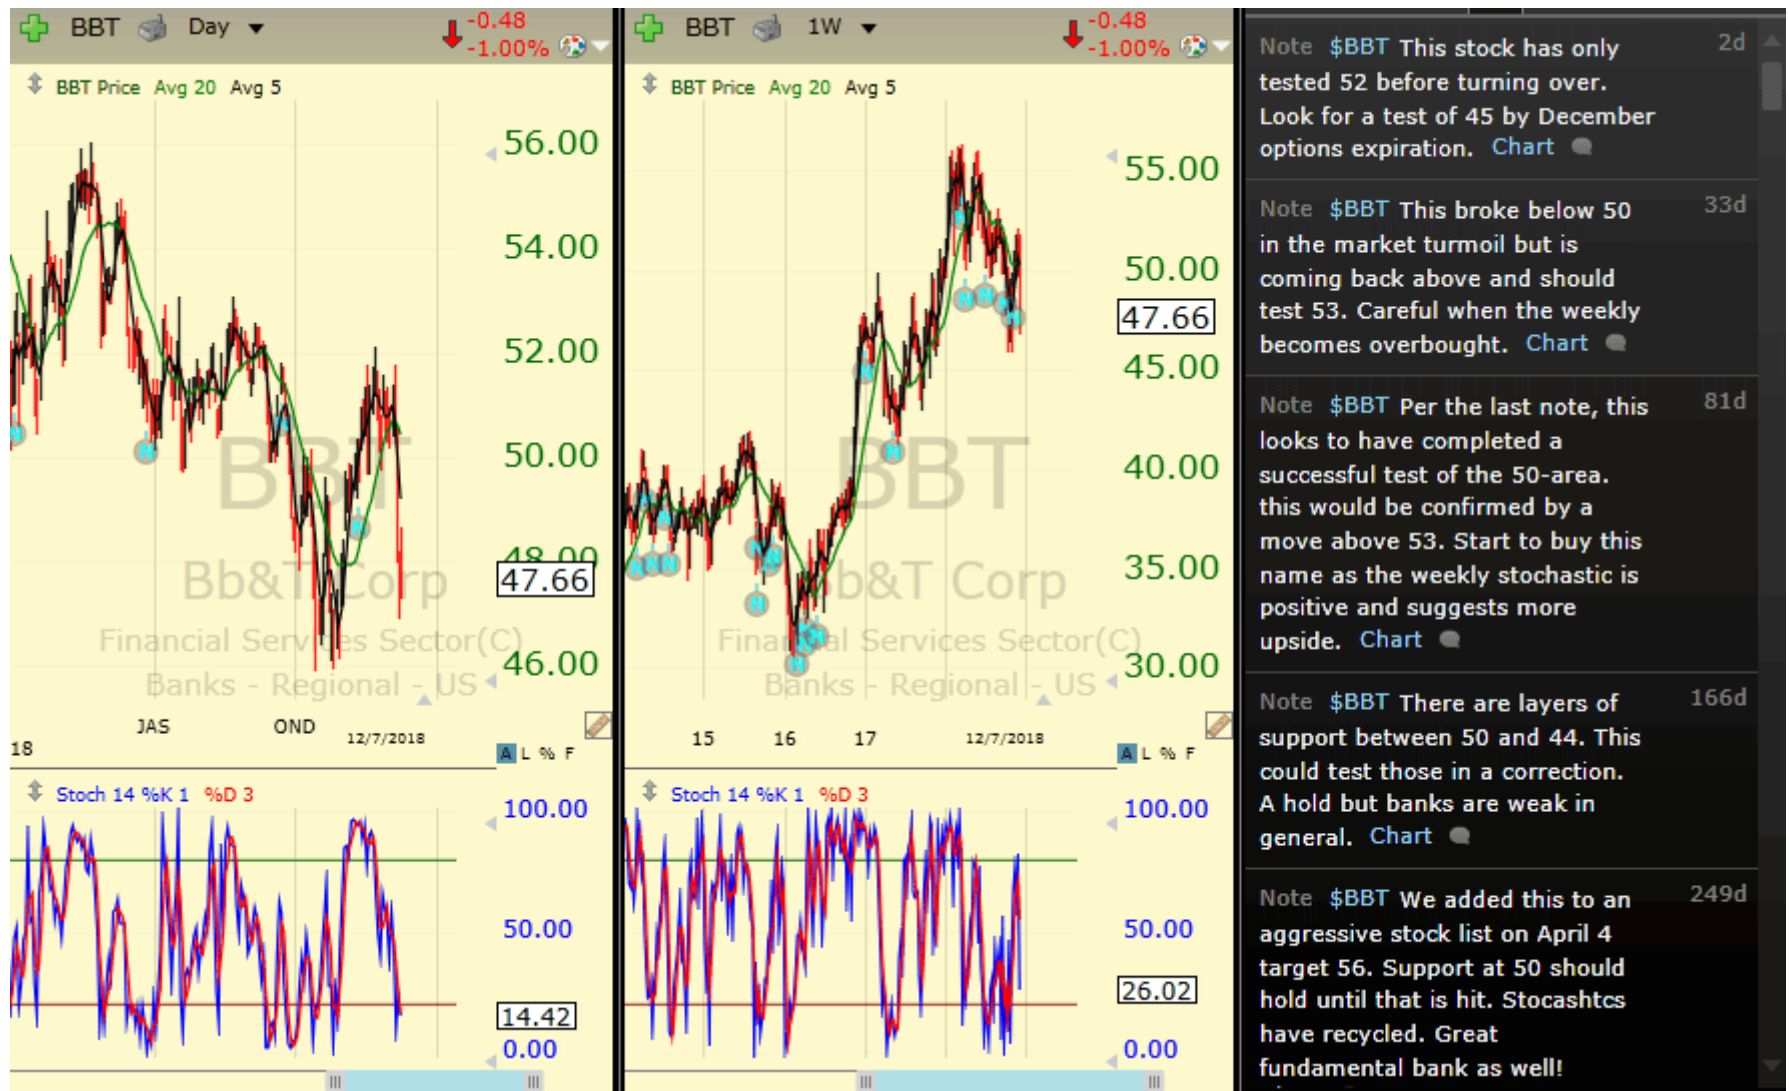 BBT Day -0.48
-1.00%
BBT Price Avg 20 Avg 5
56.00
54.00
52.00
50.00
48.00
47.66
46.00
BBT
Bb&T Corp
Financial Services Sector(C)
Banks - Regional - US
JAS OND 12/7/2018
18
A L % F
Stoch 14 %K 1 %D 3
100.00
50.00
14.42
0.00
BBT 1W -0.48
-1.00%
BBT Price Avg 20 Avg 5
55.00
50.00
47.66
45.00
40.00
35.00
30.00
BBT
Bb&T Corp
Financial Services Sector(C)
Banks - Regional - US
15 16 17 12/7/2018
A L % F
Stoch 14 %K 1 %D 3
100.00
50.00
26.02
0.00
Note $BBT This stock has only 2d
tested 52 before turning over.
Look for a test of 45 by December
options expiration. Chart
Note $BBT This broke below 50 33d
in the market turmoil but is
coming back above and should
test 53. Careful when the weekly
becomes overbought. Chart
Note $BBT Per the last note, this 81d
looks to have completed a
successful test of the 50-area.
this would be confirmed by a
move above 53. Start to buy this
name as the weekly stochastic is
positive and suggests more
upside. Chart
Note $BBT There are layers of 166d
support between 50 and 44. This
could test those in a correction.
A hold but banks are weak in
general. Chart
Note $BBT We added this to an 249d
aggressive stock list on April 4
target 56. Support at 50 should
hold until that is hit. Stocashtcs
have recycled. Great
fundamental bank as well!